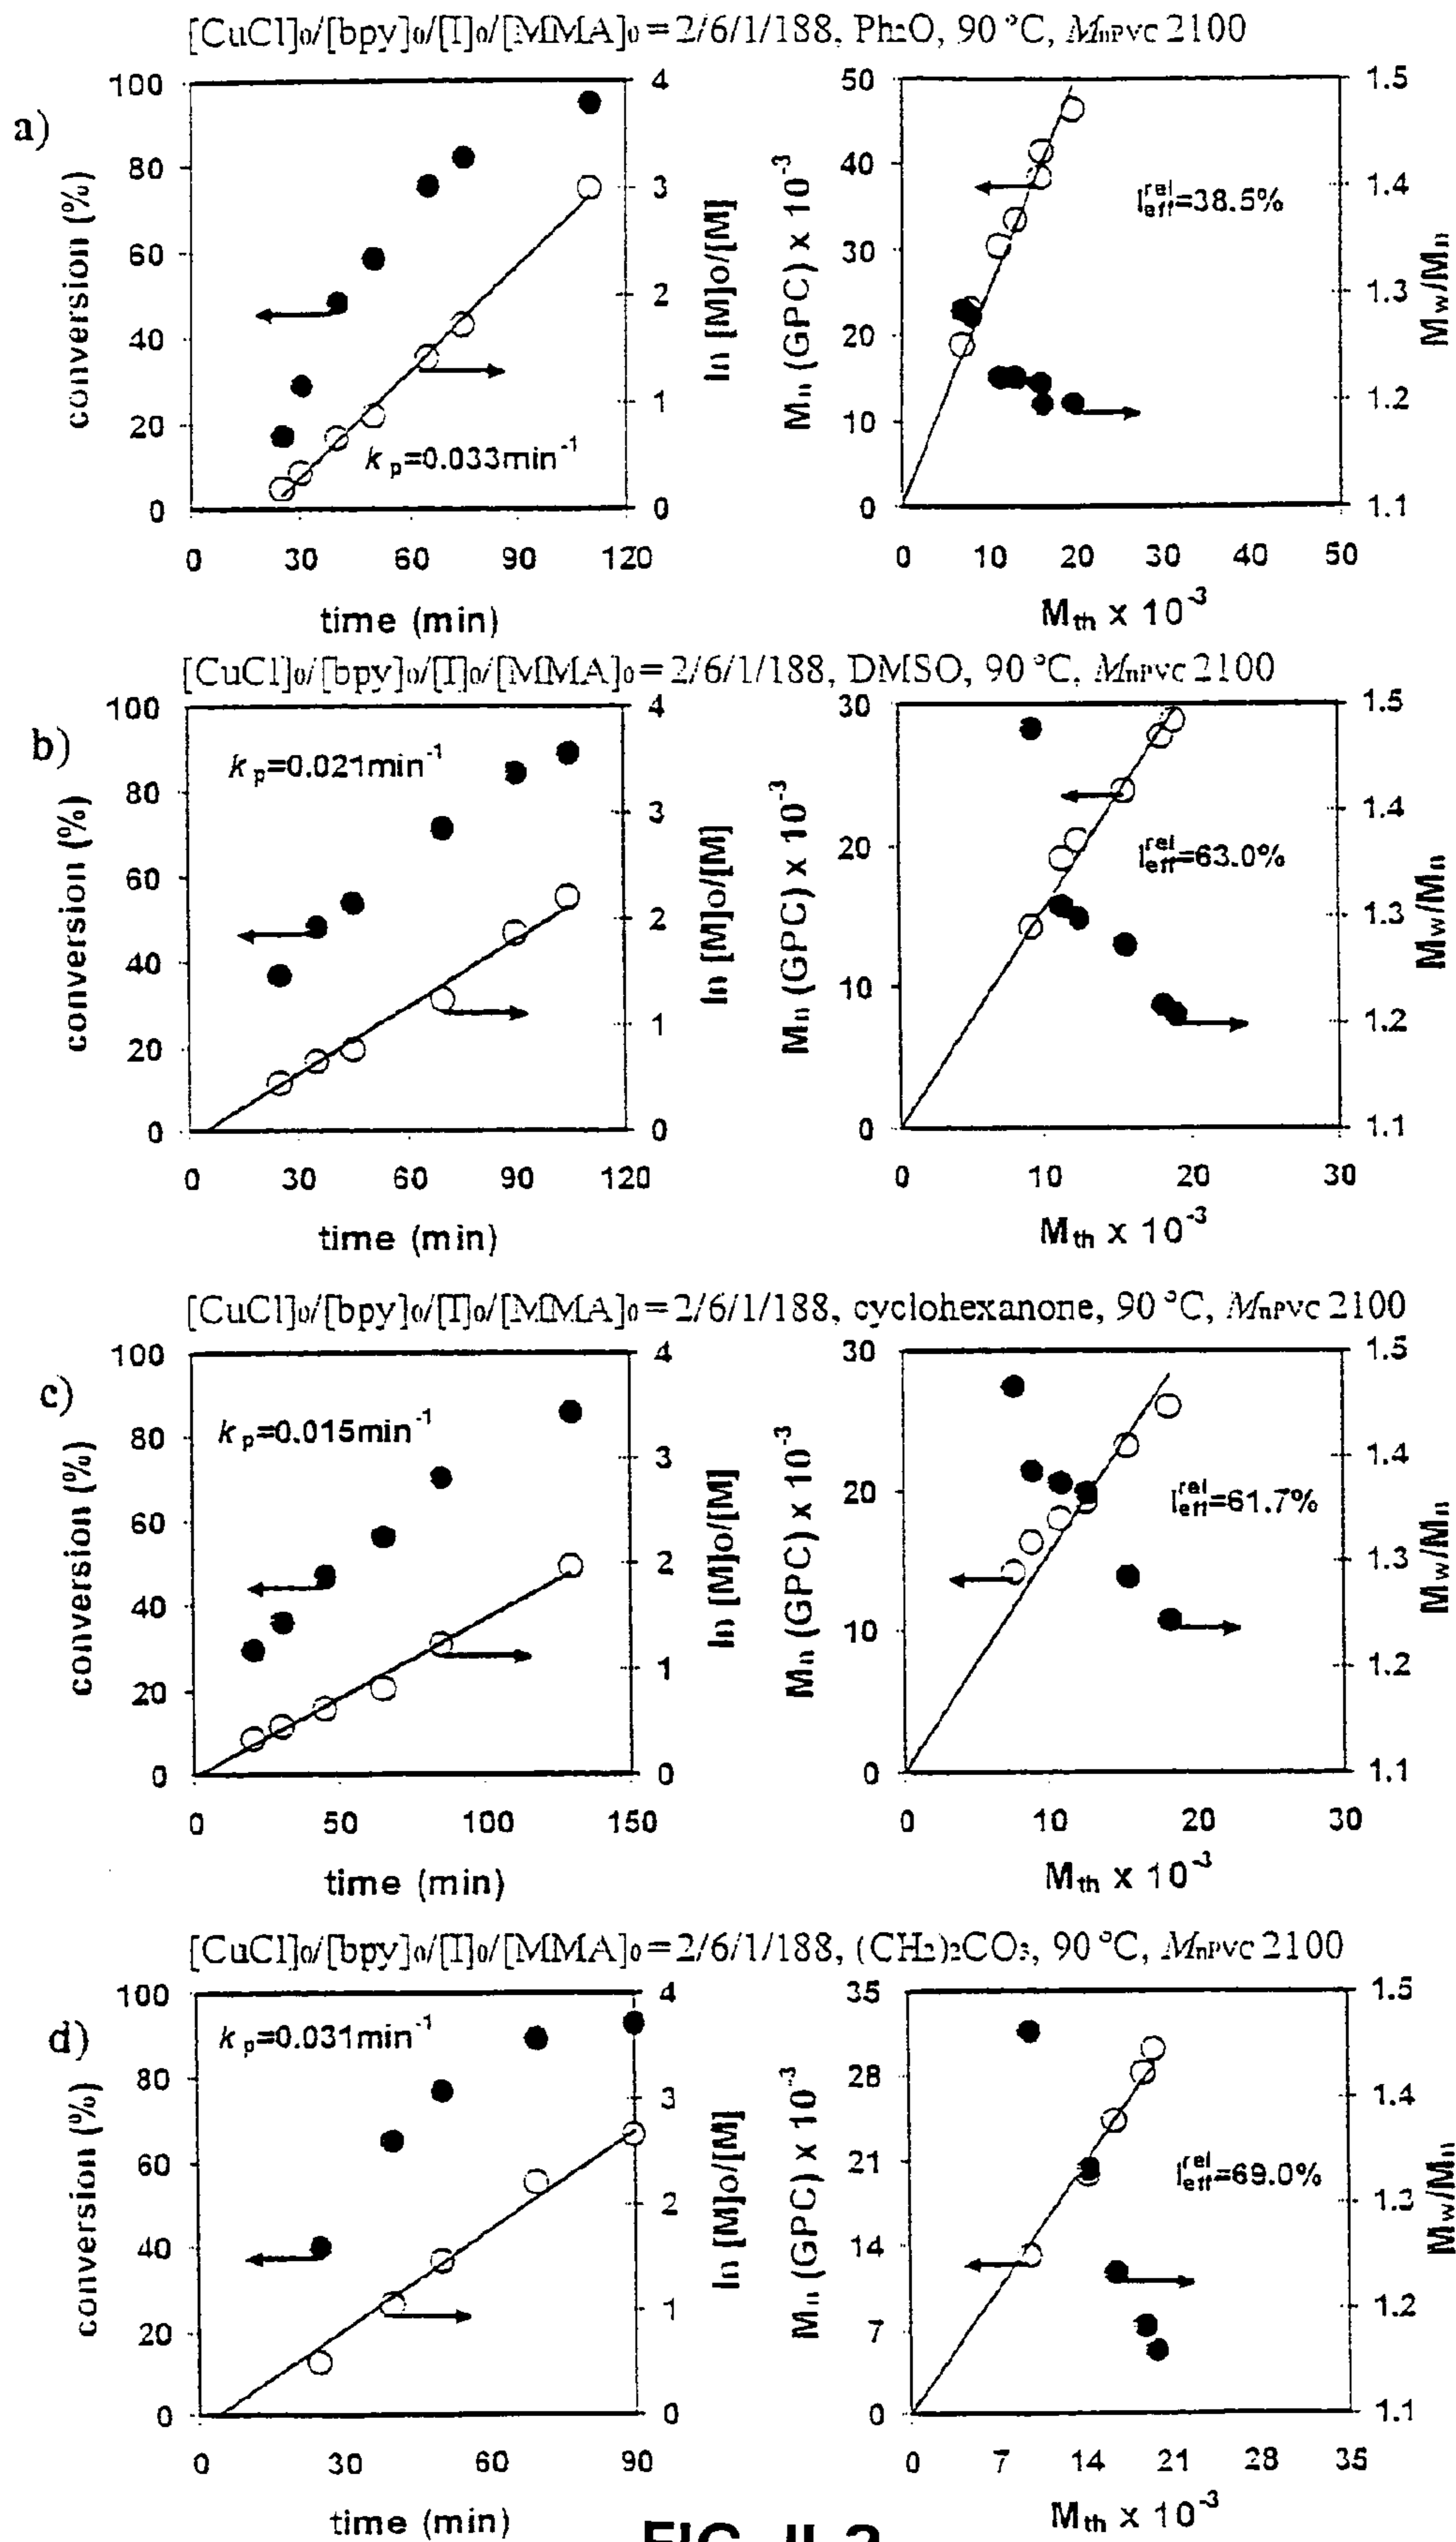 [CuCl]₀/[bpy]₀/[I]₀/[MMA]₀ = 2/6/1/188, Ph₂O, 90 °C, MnPVC 2100
a)
100
80
60
40
20
0
conversion (%)
4
3
2
1
0
ln [M]o/[M]
kp=0.033min⁻¹
0 30 60 90 120
time (min)
50
40
30
20
10
0
Mn (GPC) x 10⁻³
1.5
1.4
1.3
1.2
1.1
Mw/Mn
Ieff rel=38.5%
0 10 20 30 40 50
Mth x 10⁻³
[CuCl]₀/[bpy]₀/[I]₀/[MMA]₀ = 2/6/1/188, DMSO, 90 °C, MnPVC 2100
b)
100
80
60
40
20
0
conversion (%)
4
3
2
1
0
ln [M]o/[M]
kp=0.021min⁻¹
0 30 60 90 120
time (min)
30
20
10
0
Mn (GPC) x 10⁻³
1.5
1.4
1.3
1.2
1.1
Mw/Mn
Ieff rel=63.0%
0 10 20 30
Mth x 10⁻³
[CuCl]₀/[bpy]₀/[I]₀/[MMA]₀ = 2/6/1/188, cyclohexanone, 90 °C, MnPVC 2100
c)
100
80
60
40
20
0
conversion (%)
4
3
2
1
0
ln [M]o/[M]
kp=0.015min⁻¹
0 50 100 150
time (min)
30
20
10
0
Mn (GPC) x 10⁻³
1.5
1.4
1.3
1.2
1.1
Mw/Mn
Ieff rel=61.7%
0 10 20 30
Mth x 10⁻³
[CuCl]₀/[bpy]₀/[I]₀/[MMA]₀ = 2/6/1/188, (CH₂)₂CO₃, 90 °C, MnPVC 2100
d)
100
80
60
40
20
0
conversion (%)
4
3
2
1
0
ln [M]o/[M]
kp=0.031min⁻¹
0 30 60 90
time (min)
35
28
21
14
7
0
Mn (GPC) x 10⁻³
1.5
1.4
1.3
1.2
1.1
Mw/Mn
Ieff rel=69.0%
0 7 14 21 28 35
Mth x 10⁻³